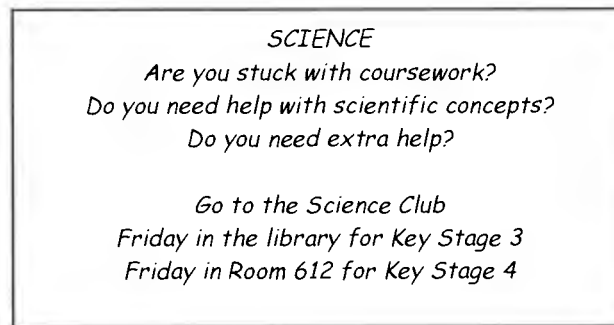 SCIENCE
Are you stuck with coursework?
Do you need help with scientific concepts?
Do you need extra help?
Go to the Science Club
Friday in the library for Key Stage 3
Friday in Room 612 for Key Stage 4